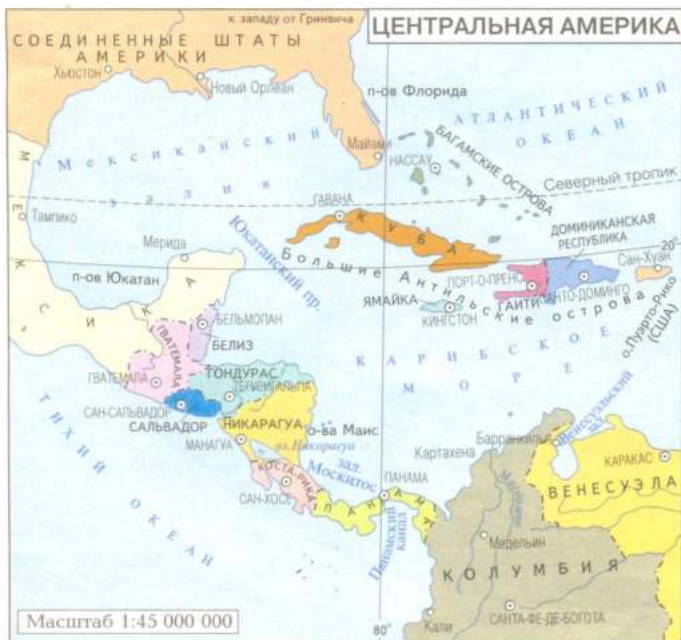 к западу от Гринвича
ЦЕНТРАЛЬНАЯ АМЕРИКА
СОЕДИНЕННЫЕ ШТАТЫ
АМЕРИКИ
Хьюстон
Новый Орлеан
п-ов Флорида
АТЛАНТИЧЕСКИЙ
ОКЕАН
Майами
Мексиканский
залив
НАССАУ
БАГАМСКИЕ ОСТРОВА
Северный тропик
МЕКСИКА
Тампико
ГАВАНА
КУБА
Мерида
Юкатанский пр.
ДОМИНИКАНСКАЯ
РЕСПУБЛИКА
20°
Сан-Хуан
п-ов Юкатан
Большие Антильские острова
ПОРТ-О-ПРЕНС
ГАИТИ
САНТО-ДОМИНГО
о.Пуэрто-Рико
(США)
ЯМАЙКА
КИНГСТОН
БЕЛЬМОПАН
БЕЛИЗ
ГВАТЕМАЛА
ГВАТЕМАЛА
КАРИБСКОЕ
МОРЕ
ГОНДУРАС
ТЕГУСИГАЛЬПА
САН-САЛЬВАДОР
САЛЬВАДОР
НИКАРАГУА
о-ва Маис
оз.Никарагуа
МАНАГУА
зал.
Москитос
ТИХИЙ ОКЕАН
КОСТА-РИКА
САН-ХОСЕ
ПАНАМА
ПАНАМА
Панамский
канал
Картахена
Барранкилья
Венесуэльский
зал.
КАРАКАС
ВЕНЕСУЭЛА
Медельин
КОЛУМБИЯ
Кали
САНТА-ФЕ-ДЕ-БОГОТА
Масштаб 1:45 000 000
80°